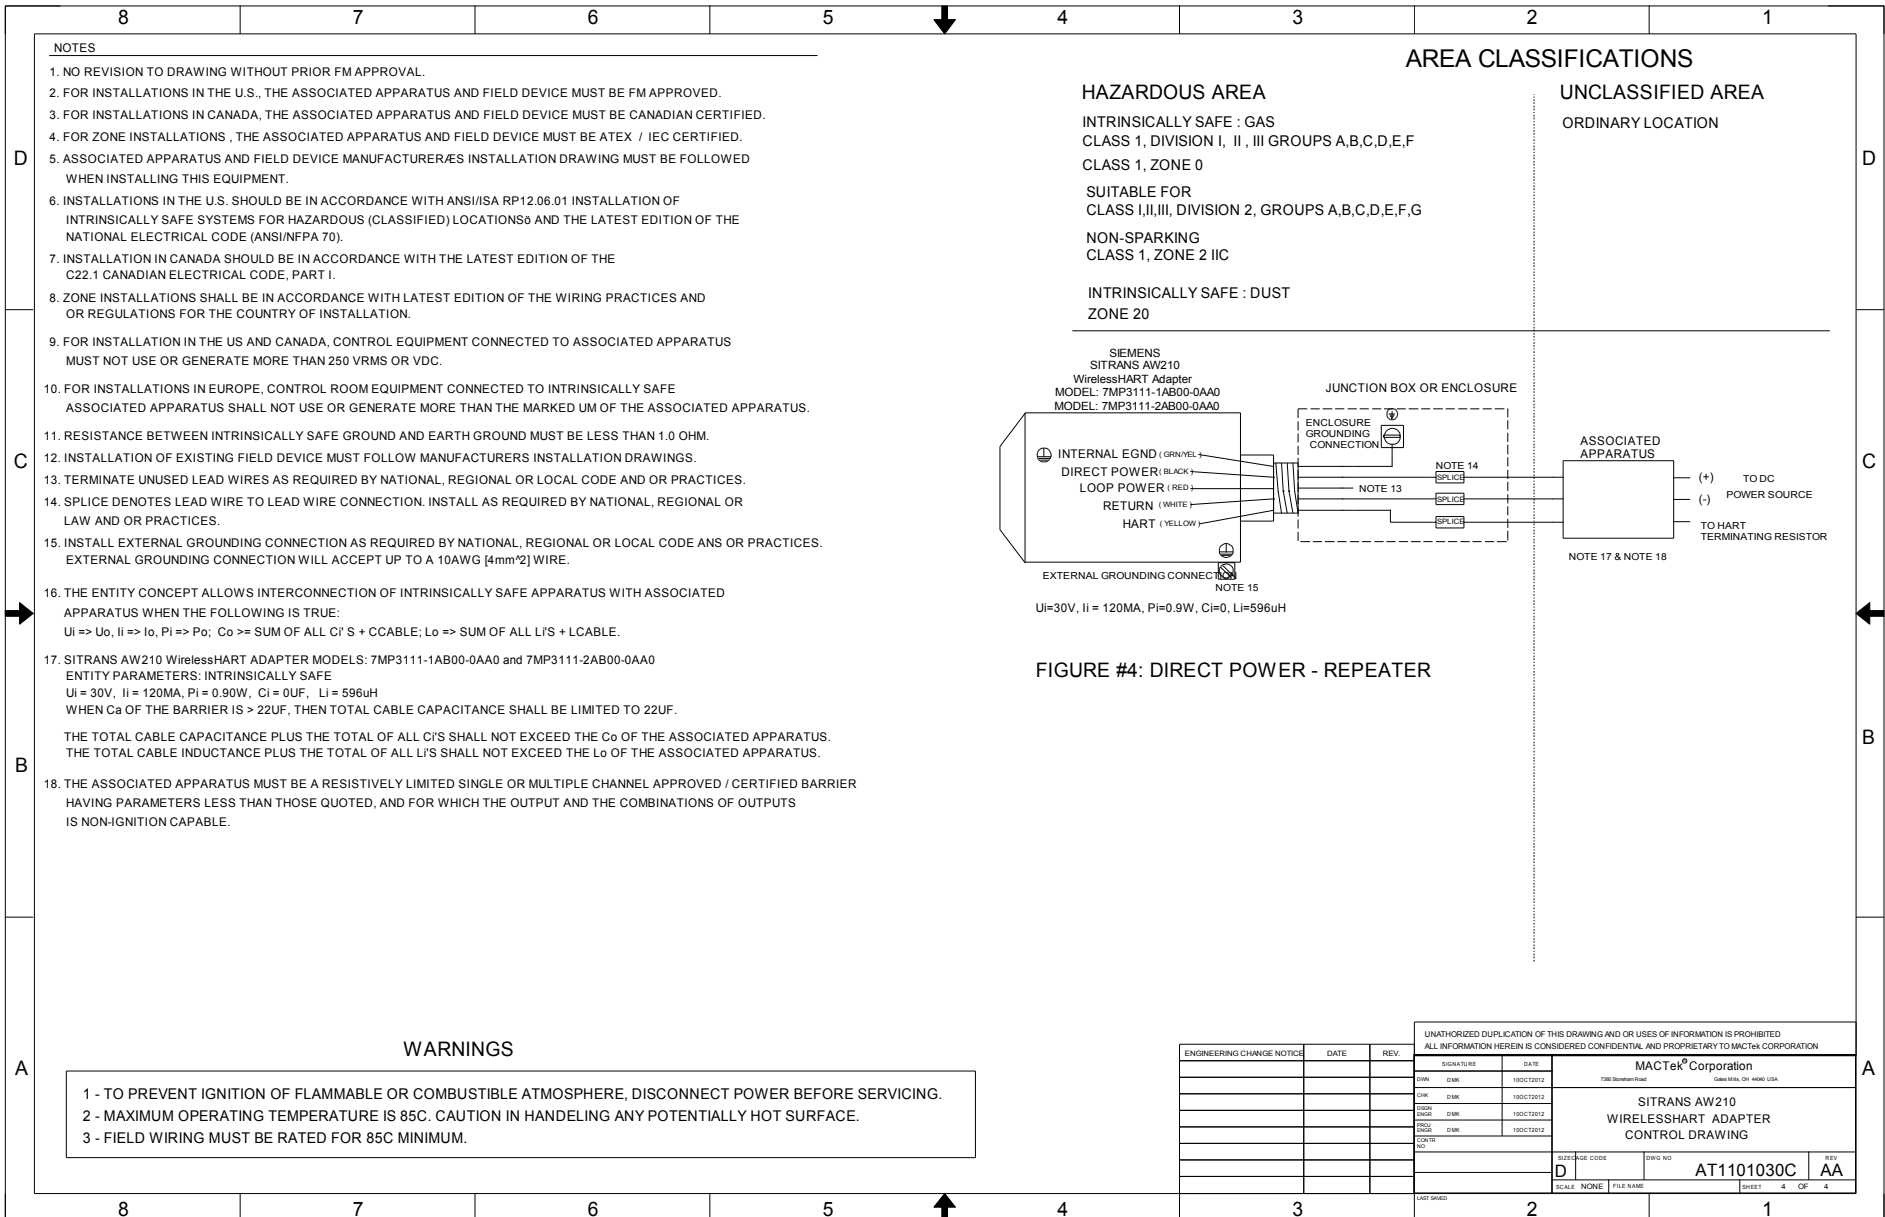 8 7 6 5 4 3 2 1
NOTES
1. NO REVISION TO DRAWING WITHOUT PRIOR FM APPROVAL.
2. FOR INSTALLATIONS IN THE U.S., THE ASSOCIATED APPARATUS AND FIELD DEVICE MUST BE FM APPROVED.
3. FOR INSTALLATIONS IN CANADA, THE ASSOCIATED APPARATUS AND FIELD DEVICE MUST BE CANADIAN CERTIFIED.
4. FOR ZONE INSTALLATIONS , THE ASSOCIATED APPARATUS AND FIELD DEVICE MUST BE ATEX / IEC CERTIFIED.
5. ASSOCIATED APPARATUS AND FIELD DEVICE MANUFACTURERÆS INSTALLATION DRAWING MUST BE FOLLOWED
WHEN INSTALLING THIS EQUIPMENT.
6. INSTALLATIONS IN THE U.S. SHOULD BE IN ACCORDANCE WITH ANSI/ISA RP12.06.01 INSTALLATION OF
INTRINSICALLY SAFE SYSTEMS FOR HAZARDOUS (CLASSIFIED) LOCATIONSö AND THE LATEST EDITION OF THE
NATIONAL ELECTRICAL CODE (ANSI/NFPA 70).
7. INSTALLATION IN CANADA SHOULD BE IN ACCORDANCE WITH THE LATEST EDITION OF THE
C22.1 CANADIAN ELECTRICAL CODE, PART I.
8. ZONE INSTALLATIONS SHALL BE IN ACCORDANCE WITH LATEST EDITION OF THE WIRING PRACTICES AND
OR REGULATIONS FOR THE COUNTRY OF INSTALLATION.
9. FOR INSTALLATION IN THE US AND CANADA, CONTROL EQUIPMENT CONNECTED TO ASSOCIATED APPARATUS
MUST NOT USE OR GENERATE MORE THAN 250 VRMS OR VDC.
10. FOR INSTALLATIONS IN EUROPE, CONTROL ROOM EQUIPMENT CONNECTED TO INTRINSICALLY SAFE
ASSOCIATED APPARATUS SHALL NOT USE OR GENERATE MORE THAN THE MARKED UM OF THE ASSOCIATED APPARATUS.
11. RESISTANCE BETWEEN INTRINSICALLY SAFE GROUND AND EARTH GROUND MUST BE LESS THAN 1.0 OHM.
12. INSTALLATION OF EXISTING FIELD DEVICE MUST FOLLOW MANUFACTURERS INSTALLATION DRAWINGS.
13. TERMINATE UNUSED LEAD WIRES AS REQUIRED BY NATIONAL, REGIONAL OR LOCAL CODE AND OR PRACTICES.
14. SPLICE DENOTES LEAD WIRE TO LEAD WIRE CONNECTION. INSTALL AS REQUIRED BY NATIONAL, REGIONAL OR
LAW AND OR PRACTICES.
15. INSTALL EXTERNAL GROUNDING CONNECTION AS REQUIRED BY NATIONAL, REGIONAL OR LOCAL CODE ANS OR PRACTICES.
EXTERNAL GROUNDING CONNECTION WILL ACCEPT UP TO A 10AWG [4mm^2] WIRE.
16. THE ENTITY CONCEPT ALLOWS INTERCONNECTION OF INTRINSICALLY SAFE APPARATUS WITH ASSOCIATED
APPARATUS WHEN THE FOLLOWING IS TRUE:
Ui => Uo, Ii => Io, Pi => Po; Co >= SUM OF ALL Ci' S + CCABLE; Lo => SUM OF ALL Li'S + LCABLE.
17. SITRANS AW210 WirelessHART ADAPTER MODELS: 7MP3111-1AB00-0AA0 and 7MP3111-2AB00-0AA0
ENTITY PARAMETERS: INTRINSICALLY SAFE
Ui = 30V, Ii = 120MA, Pi = 0.90W, Ci = 0UF, Li = 596uH
WHEN Ca OF THE BARRIER IS > 22UF, THEN TOTAL CABLE CAPACITANCE SHALL BE LIMITED TO 22UF.
THE TOTAL CABLE CAPACITANCE PLUS THE TOTAL OF ALL Ci'S SHALL NOT EXCEED THE Co OF THE ASSOCIATED APPARATUS.
THE TOTAL CABLE INDUCTANCE PLUS THE TOTAL OF ALL Li'S SHALL NOT EXCEED THE Lo OF THE ASSOCIATED APPARATUS.
18. THE ASSOCIATED APPARATUS MUST BE A RESISTIVELY LIMITED SINGLE OR MULTIPLE CHANNEL APPROVED / CERTIFIED BARRIER
HAVING PARAMETERS LESS THAN THOSE QUOTED, AND FOR WHICH THE OUTPUT AND THE COMBINATIONS OF OUTPUTS
IS NON-IGNITION CAPABLE.
AREA CLASSIFICATIONS
HAZARDOUS AREA
INTRINSICALLY SAFE : GAS
CLASS 1, DIVISION I, II , III GROUPS A,B,C,D,E,F
CLASS 1, ZONE 0
SUITABLE FOR
CLASS I,II,III, DIVISION 2, GROUPS A,B,C,D,E,F,G
NON-SPARKING
CLASS 1, ZONE 2 IIC
INTRINSICALLY SAFE : DUST
ZONE 20
UNCLASSIFIED AREA
ORDINARY LOCATION
SIEMENS
SITRANS AW210
WirelessHART Adapter
MODEL: 7MP3111-1AB00-0AA0
MODEL: 7MP3111-2AB00-0AA0
INTERNAL EGND ( GRN/YEL )
DIRECT POWER ( BLACK )
LOOP POWER ( RED )
RETURN ( WHITE )
HART ( YELLOW )
EXTERNAL GROUNDING CONNECTION
NOTE 15
Ui=30V, Ii = 120MA, Pi=0.9W, Ci=0, Li=596uH
JUNCTION BOX OR ENCLOSURE
ENCLOSURE
GROUNDING
CONNECTION
NOTE 13
NOTE 14
SPLICE
SPLICE
SPLICE
ASSOCIATED
APPARATUS
(+)
(-)
TO DC
POWER SOURCE
TO HART
TERMINATING RESISTOR
NOTE 17 & NOTE 18
FIGURE #4: DIRECT POWER - REPEATER
D D
C C
B B
A A
WARNINGS
1 - TO PREVENT IGNITION OF FLAMMABLE OR COMBUSTIBLE ATMOSPHERE, DISCONNECT POWER BEFORE SERVICING.
2 - MAXIMUM OPERATING TEMPERATURE IS 85C. CAUTION IN HANDELING ANY POTENTIALLY HOT SURFACE.
3 - FIELD WIRING MUST BE RATED FOR 85C MINIMUM.
ENGINEERING CHANGE NOTICE DATE REV.
UNATHORIZED DUPLICATION OF THIS DRAWING AND OR USES OF INFORMATION IS PROHIBITED
ALL INFORMATION HEREIN IS CONSIDERED CONFIDENTIAL AND PROPRIETARY TO MACTek CORPORATION
SIGNATURE DATE
DWN DMK 10OCT2012
CHK DMK 10OCT2012
DSGN ENGR DMK 10OCT2012
PROJ ENGR DMK 10OCT2012
CONTR NO
MACTek® Corporation
7380 Stoneham Road Gates Mills, OH 44040 USA
SITRANS AW210
WIRELESSHART ADAPTER
CONTROL DRAWING
SIZE CAGE CODE DWG NO REV
D AT1101030C AA
SCALE NONE FILE NAME SHEET 4 OF 4
LAST SAVED
8 7 6 5 4 3 2 1